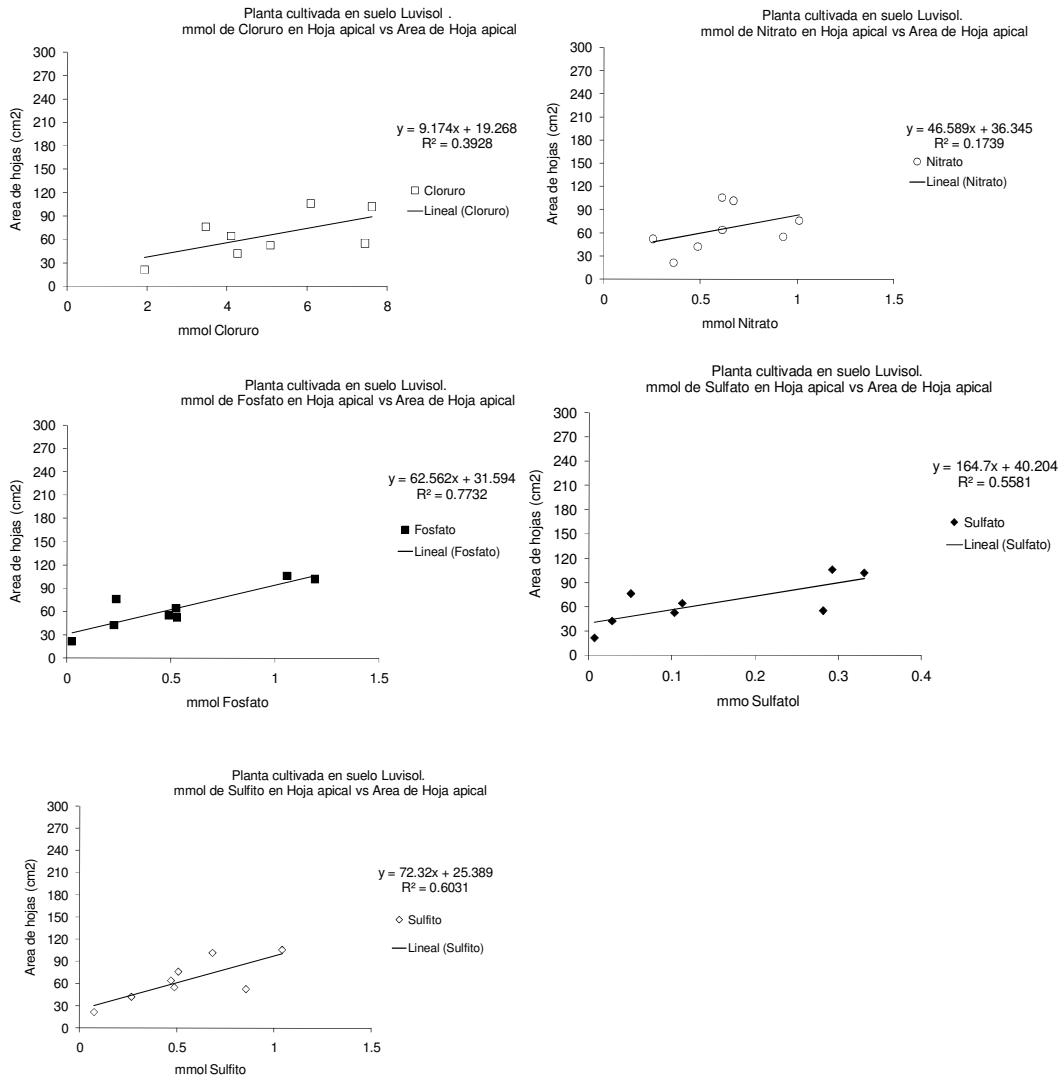 Planta cultivada en suelo Luvisol .
mmol de Cloruro en Hoja apical vs Area de Hoja apical
300
270
240
210
180
150
120
90
60
30
0
Area de hojas (cm2)
0 2 4 6 8
mmol Cloruro
y = 9.174x + 19.268
R² = 0.3928
Cloruro
Lineal (Cloruro)
Planta cultivada en suelo Luvisol.
mmol de Nitrato en Hoja apical vs Area de Hoja apical
300
270
240
210
180
150
120
90
60
30
0
Area de hojas (cm2)
0 0.5 1 1.5
mmol Nitrato
y = 46.589x + 36.345
R² = 0.1739
Nitrato
Lineal (Nitrato)
Planta cultivada en suelo Luvisol.
mmol de Fosfato en Hoja apical vs Area de Hoja apical
300
270
240
210
180
150
120
90
60
30
0
Area de hojas (cm2)
0 0.5 1 1.5
mmol Fosfato
y = 62.562x + 31.594
R² = 0.7732
Fosfato
Lineal (Fosfato)
Planta cultivada en suelo Luvisol.
mmol de Sulfato en Hoja apical vs Area de Hoja apical
300
270
240
210
180
150
120
90
60
30
0
Area de hojas (cm2)
0 0.1 0.2 0.3 0.4
mmo Sulfatol
y = 164.7x + 40.204
R² = 0.5581
Sulfato
Lineal (Sulfato)
Planta cultivada en suelo Luvisol.
mmol de Sulfito en Hoja apical vs Area de Hoja apical
300
270
240
210
180
150
120
90
60
30
0
Area de hojas (cm2)
0 0.5 1 1.5
mmol Sulfito
y = 72.32x + 25.389
R² = 0.6031
Sulfito
Lineal (Sulfito)